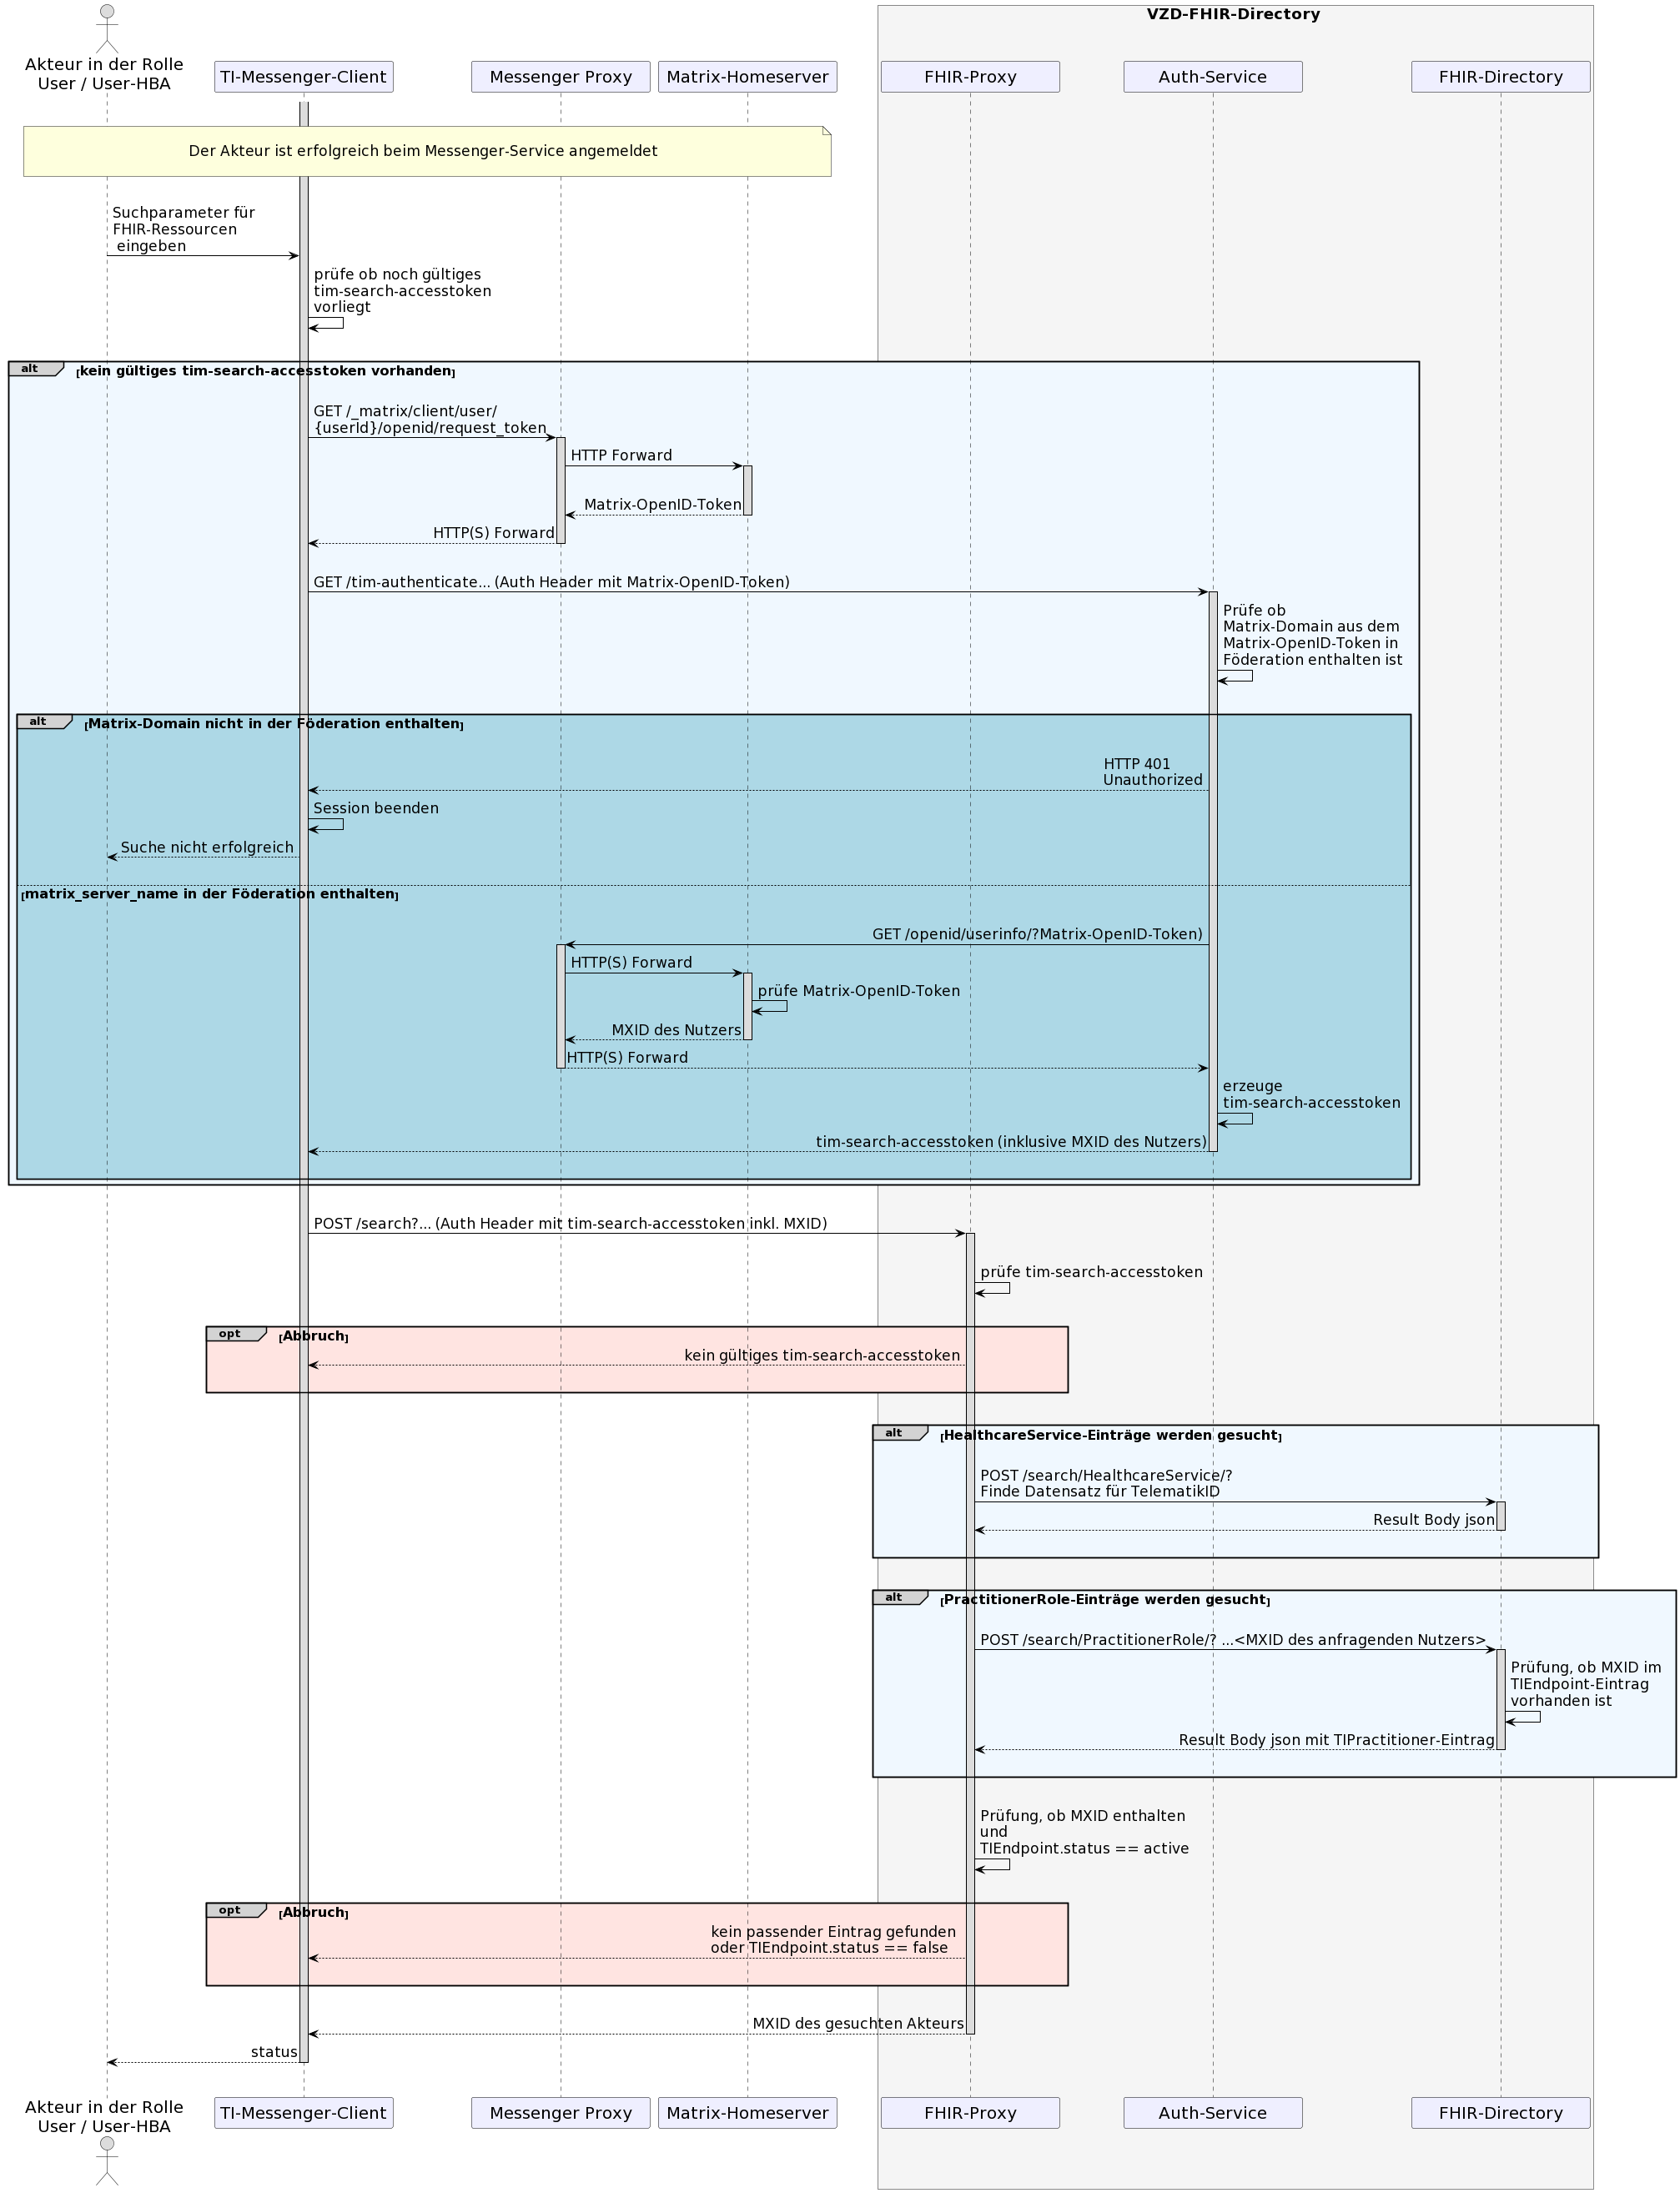 VZD-FHIR-Directory
Akteur in der Rolle
User / User-HBA
TI-Messenger-Client
Messenger Proxy
Matrix-Homeserver
FHIR-Proxy
Auth-Service
FHIR-Directory
Der Akteur ist erfolgreich beim Messenger-Service angemeldet
Suchparameter für
FHIR-Ressourcen
eingeben
prüfe ob noch gültiges
tim-search-accesstoken
vorliegt
alt [kein gültiges tim-search-accesstoken vorhanden]
GET /_matrix/client/user/
{userId}/openid/request_token
HTTP Forward
Matrix-OpenID-Token
HTTP(S) Forward
GET /tim-authenticate... (Auth Header mit Matrix-OpenID-Token)
Prüfe ob
Matrix-Domain aus dem
Matrix-OpenID-Token in
Föderation enthalten ist
alt [Matrix-Domain nicht in der Föderation enthalten]
HTTP 401
Unauthorized
Session beenden
Suche nicht erfolgreich
[matrix_server_name in der Föderation enthalten]
GET /openid/userinfo/?Matrix-OpenID-Token)
HTTP(S) Forward
prüfe Matrix-OpenID-Token
MXID des Nutzers
HTTP(S) Forward
erzeuge
tim-search-accesstoken
tim-search-accesstoken (inklusive MXID des Nutzers)
POST /search?... (Auth Header mit tim-search-accesstoken inkl. MXID)
prüfe tim-search-accesstoken
opt [Abbruch]
kein gültiges tim-search-accesstoken
alt [HealthcareService-Einträge werden gesucht]
POST /search/HealthcareService/?
Finde Datensatz für TelematikID
Result Body json
alt [PractitionerRole-Einträge werden gesucht]
POST /search/PractitionerRole/? ...<MXID des anfragenden Nutzers>
Prüfung, ob MXID im
TIEndpoint-Eintrag
vorhanden ist
Result Body json mit TIPractitioner-Eintrag
Prüfung, ob MXID enthalten
und
TIEndpoint.status == active
opt [Abbruch]
kein passender Eintrag gefunden
oder TIEndpoint.status == false
MXID des gesuchten Akteurs
status
Akteur in der Rolle
User / User-HBA
TI-Messenger-Client
Messenger Proxy
Matrix-Homeserver
FHIR-Proxy
Auth-Service
FHIR-Directory